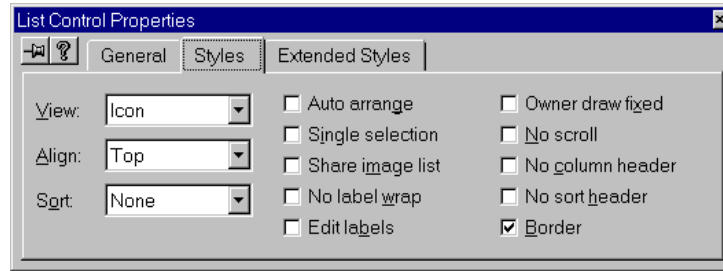 List Control Properties
General Styles Extended Styles
View: Icon
Align: Top
Sort: None
Auto arrange
Single selection
Share image list
No label wrap
Edit labels
Owner draw fixed
No scroll
No column header
No sort header
Border